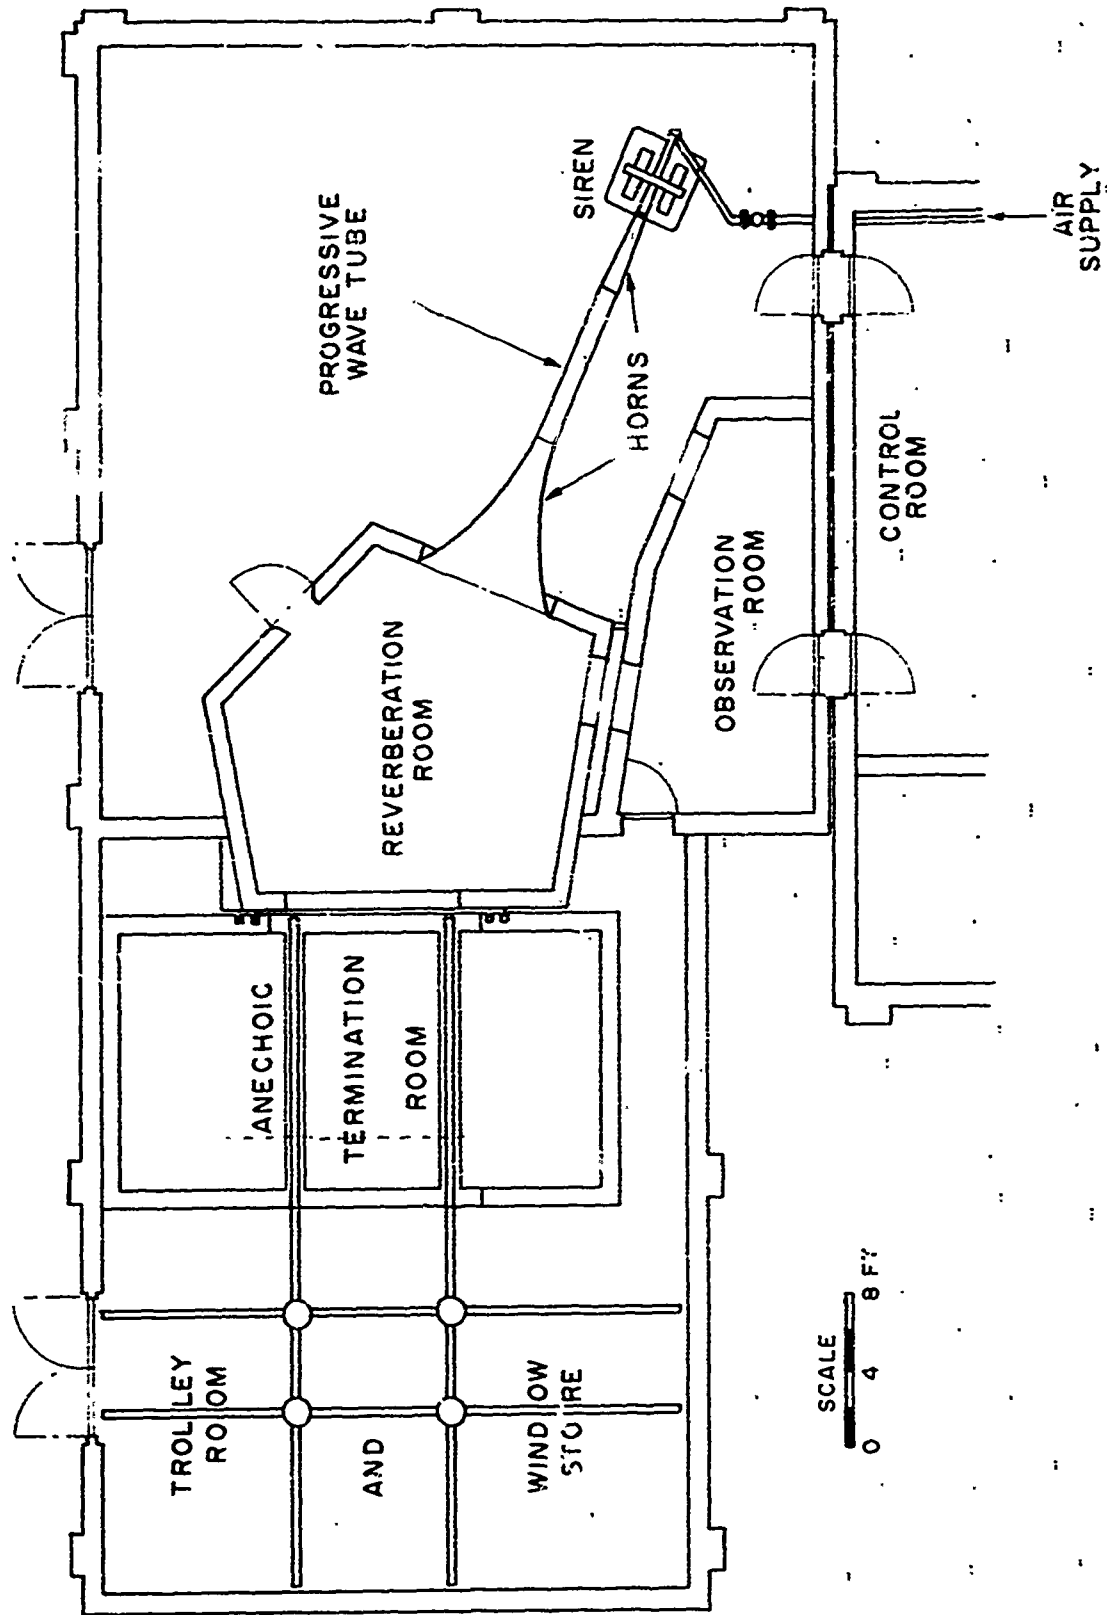 TROLLEY
ROOM
AND
WINDOW
STORE
ANECHOIC
TERMINATION
ROOM
REVERBERATION
ROOM
PROGRESSIVE
WAVE TUBE
SIREN
HORNS
OBSERVATION
ROOM
CONTROL
ROOM
AIR
SUPPLY
SCALE
0 4 8 FT